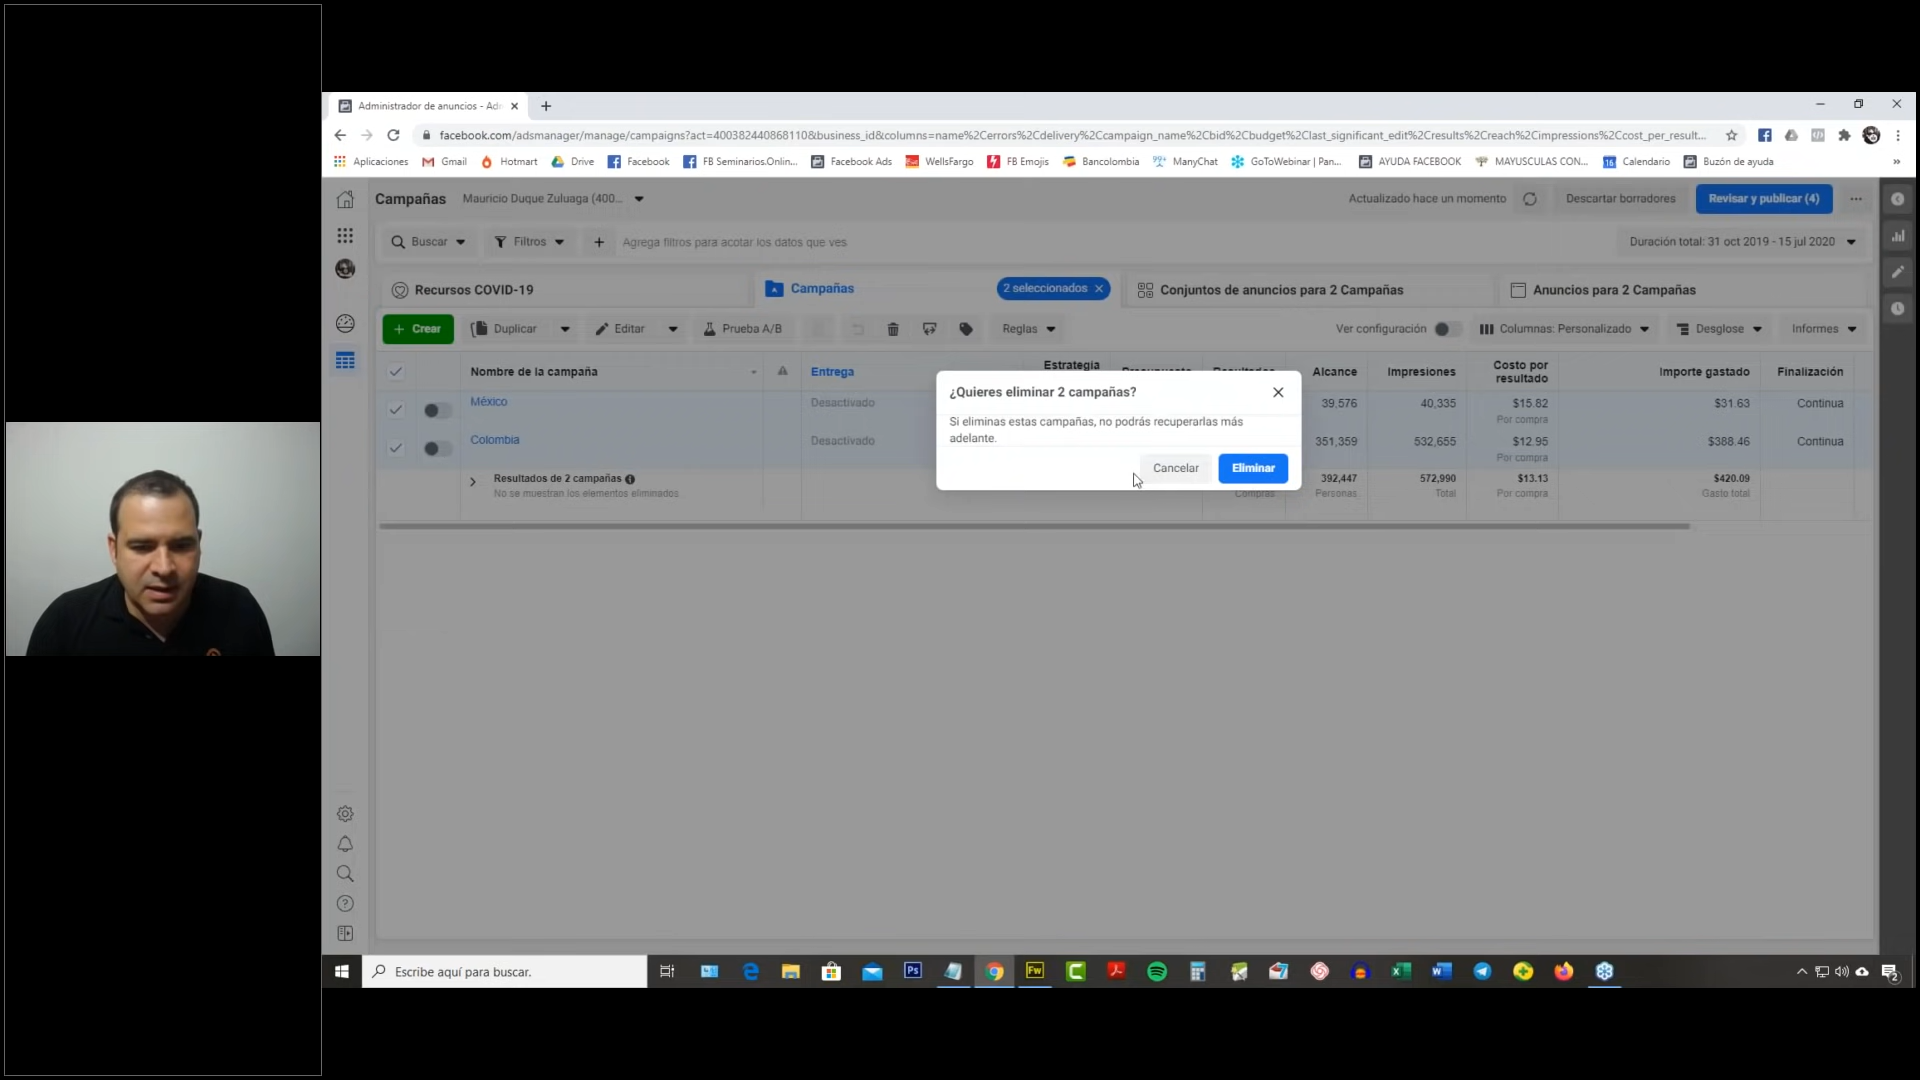 Administrador de anuncios - Adr
facebook.com/adsmanager/manage/campaigns?act=400382440868110&business_id&columns=name%2Cerrors%2Cdelivery%2Ccampaign_name%2Cbid%2Cbudget%2Clast_significant_edit%2Cresults%2Creach%2Cimpressions%2Ccost_per_result...
Aplicaciones Gmail Hotmart Drive Facebook FB Seminarios.Onlin... Facebook Ads WellsFargo FB Emojis Bancolombia ManyChat GoToWebinar | Pan... AYUDA FACEBOOK MAYUSCULAS CON... Calendario Buzón de ayuda »
Campañas Mauricio Duque Zuluaga (400... Actualizado hace un momento Descartar borradores Revisar y publicar (4)
Buscar Filtros + Agrega filtros para acotar los datos que ves Duración total: 31 oct 2019 - 15 jul 2020
Recursos COVID-19 Campañas 2 seleccionados Conjuntos de anuncios para 2 Campañas Anuncios para 2 Campañas
+ Crear Duplicar Editar Prueba A/B Reglas Ver configuración Columnas: Personalizado Desglose Informes
Nombre de la campaña Entrega Estrategia Alcance Impresiones Costo por resultado Importe gastado Finalización
México Desactivado 39,576 40,335 $15.82 $31.63 Continua
Por compra
Colombia Desactivado 351,359 532,655 $12.95 $388.46 Continua
Por compra
Resultados de 2 campañas 392,447 572,990 $13.13 $420.09
No se muestran los elementos eliminados Compras Personas Total Por compra Gasto total
¿Quieres eliminar 2 campañas?
Si eliminas estas campañas, no podrás recuperarlas más
adelante.
Cancelar Eliminar
Escribe aquí para buscar.
Ps Fw
2